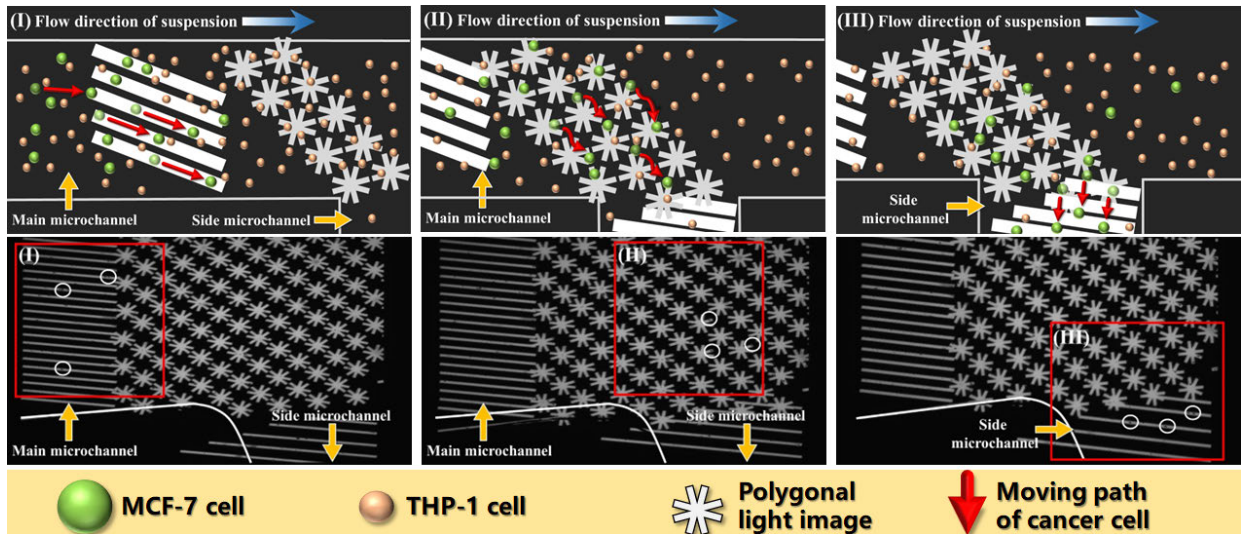 (I) Flow direction of suspension
Main microchannel
Side microchannel
(II) Flow direction of suspension
Main microchannel
(III) Flow direction of suspension
Side
microchannel
(I)
Side microchannel
Main microchannel
(II)
Side microchannel
Main microchannel
(III)
Side
microchannel
MCF-7 cell
THP-1 cell
Polygonal
light image
Moving path
of cancer cell